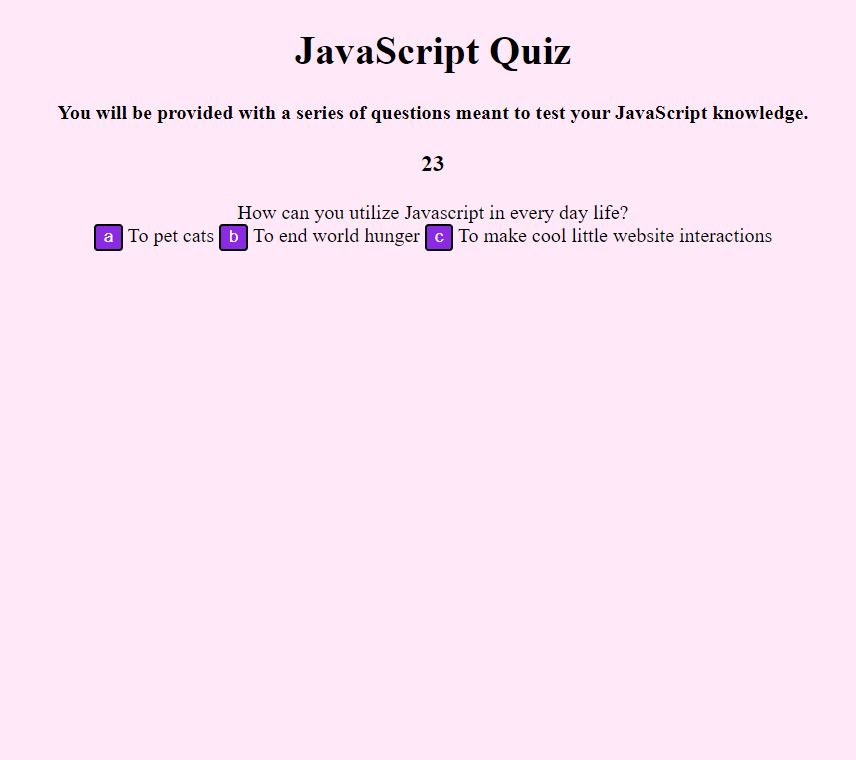 JavaScript Quiz
You will be provided with a series of questions meant to test your JavaScript knowledge.
23
How can you utilize Javascript in every day life?
a To pet cats b To end world hunger c To make cool little website interactions